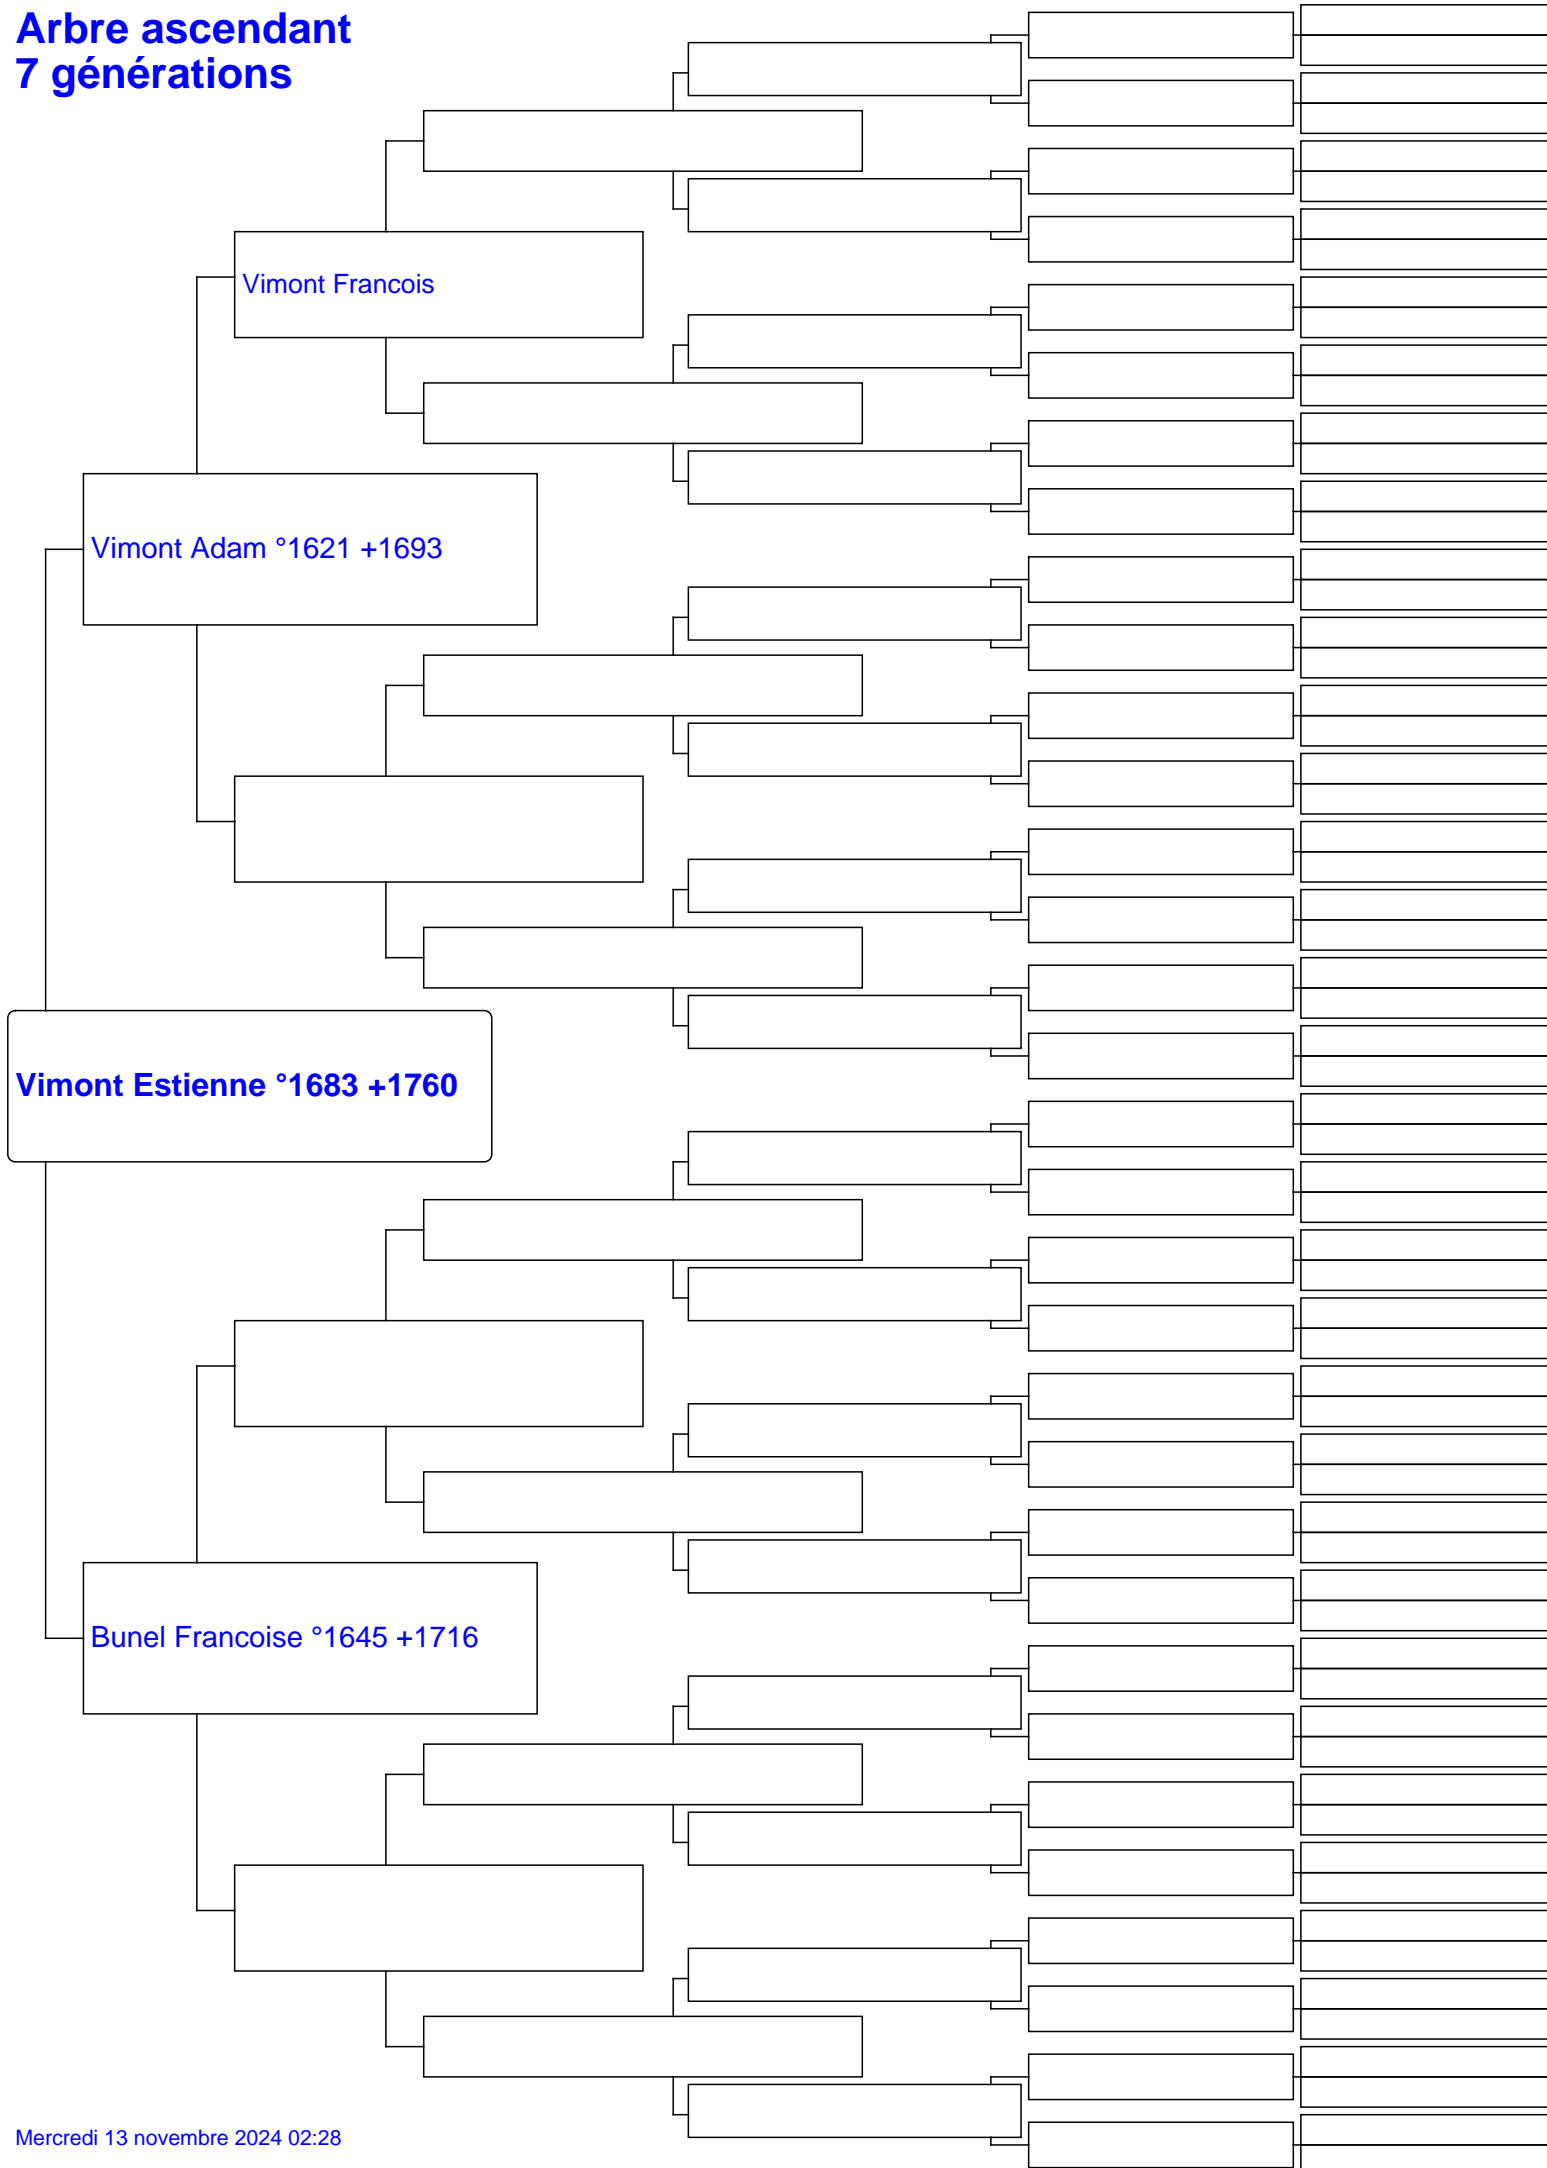 Arbre ascendant
7 générations
Vimont Francois
Vimont Adam °1621 +1693
Vimont Estienne °1683 +1760
Bunel Francoise °1645 +1716
Mercredi 13 novembre 2024 02:28